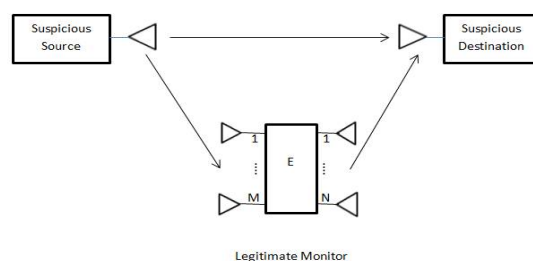 Suspicious
Source
Suspicious
Destination
1
1
E
M
N
Legitimate Monitor